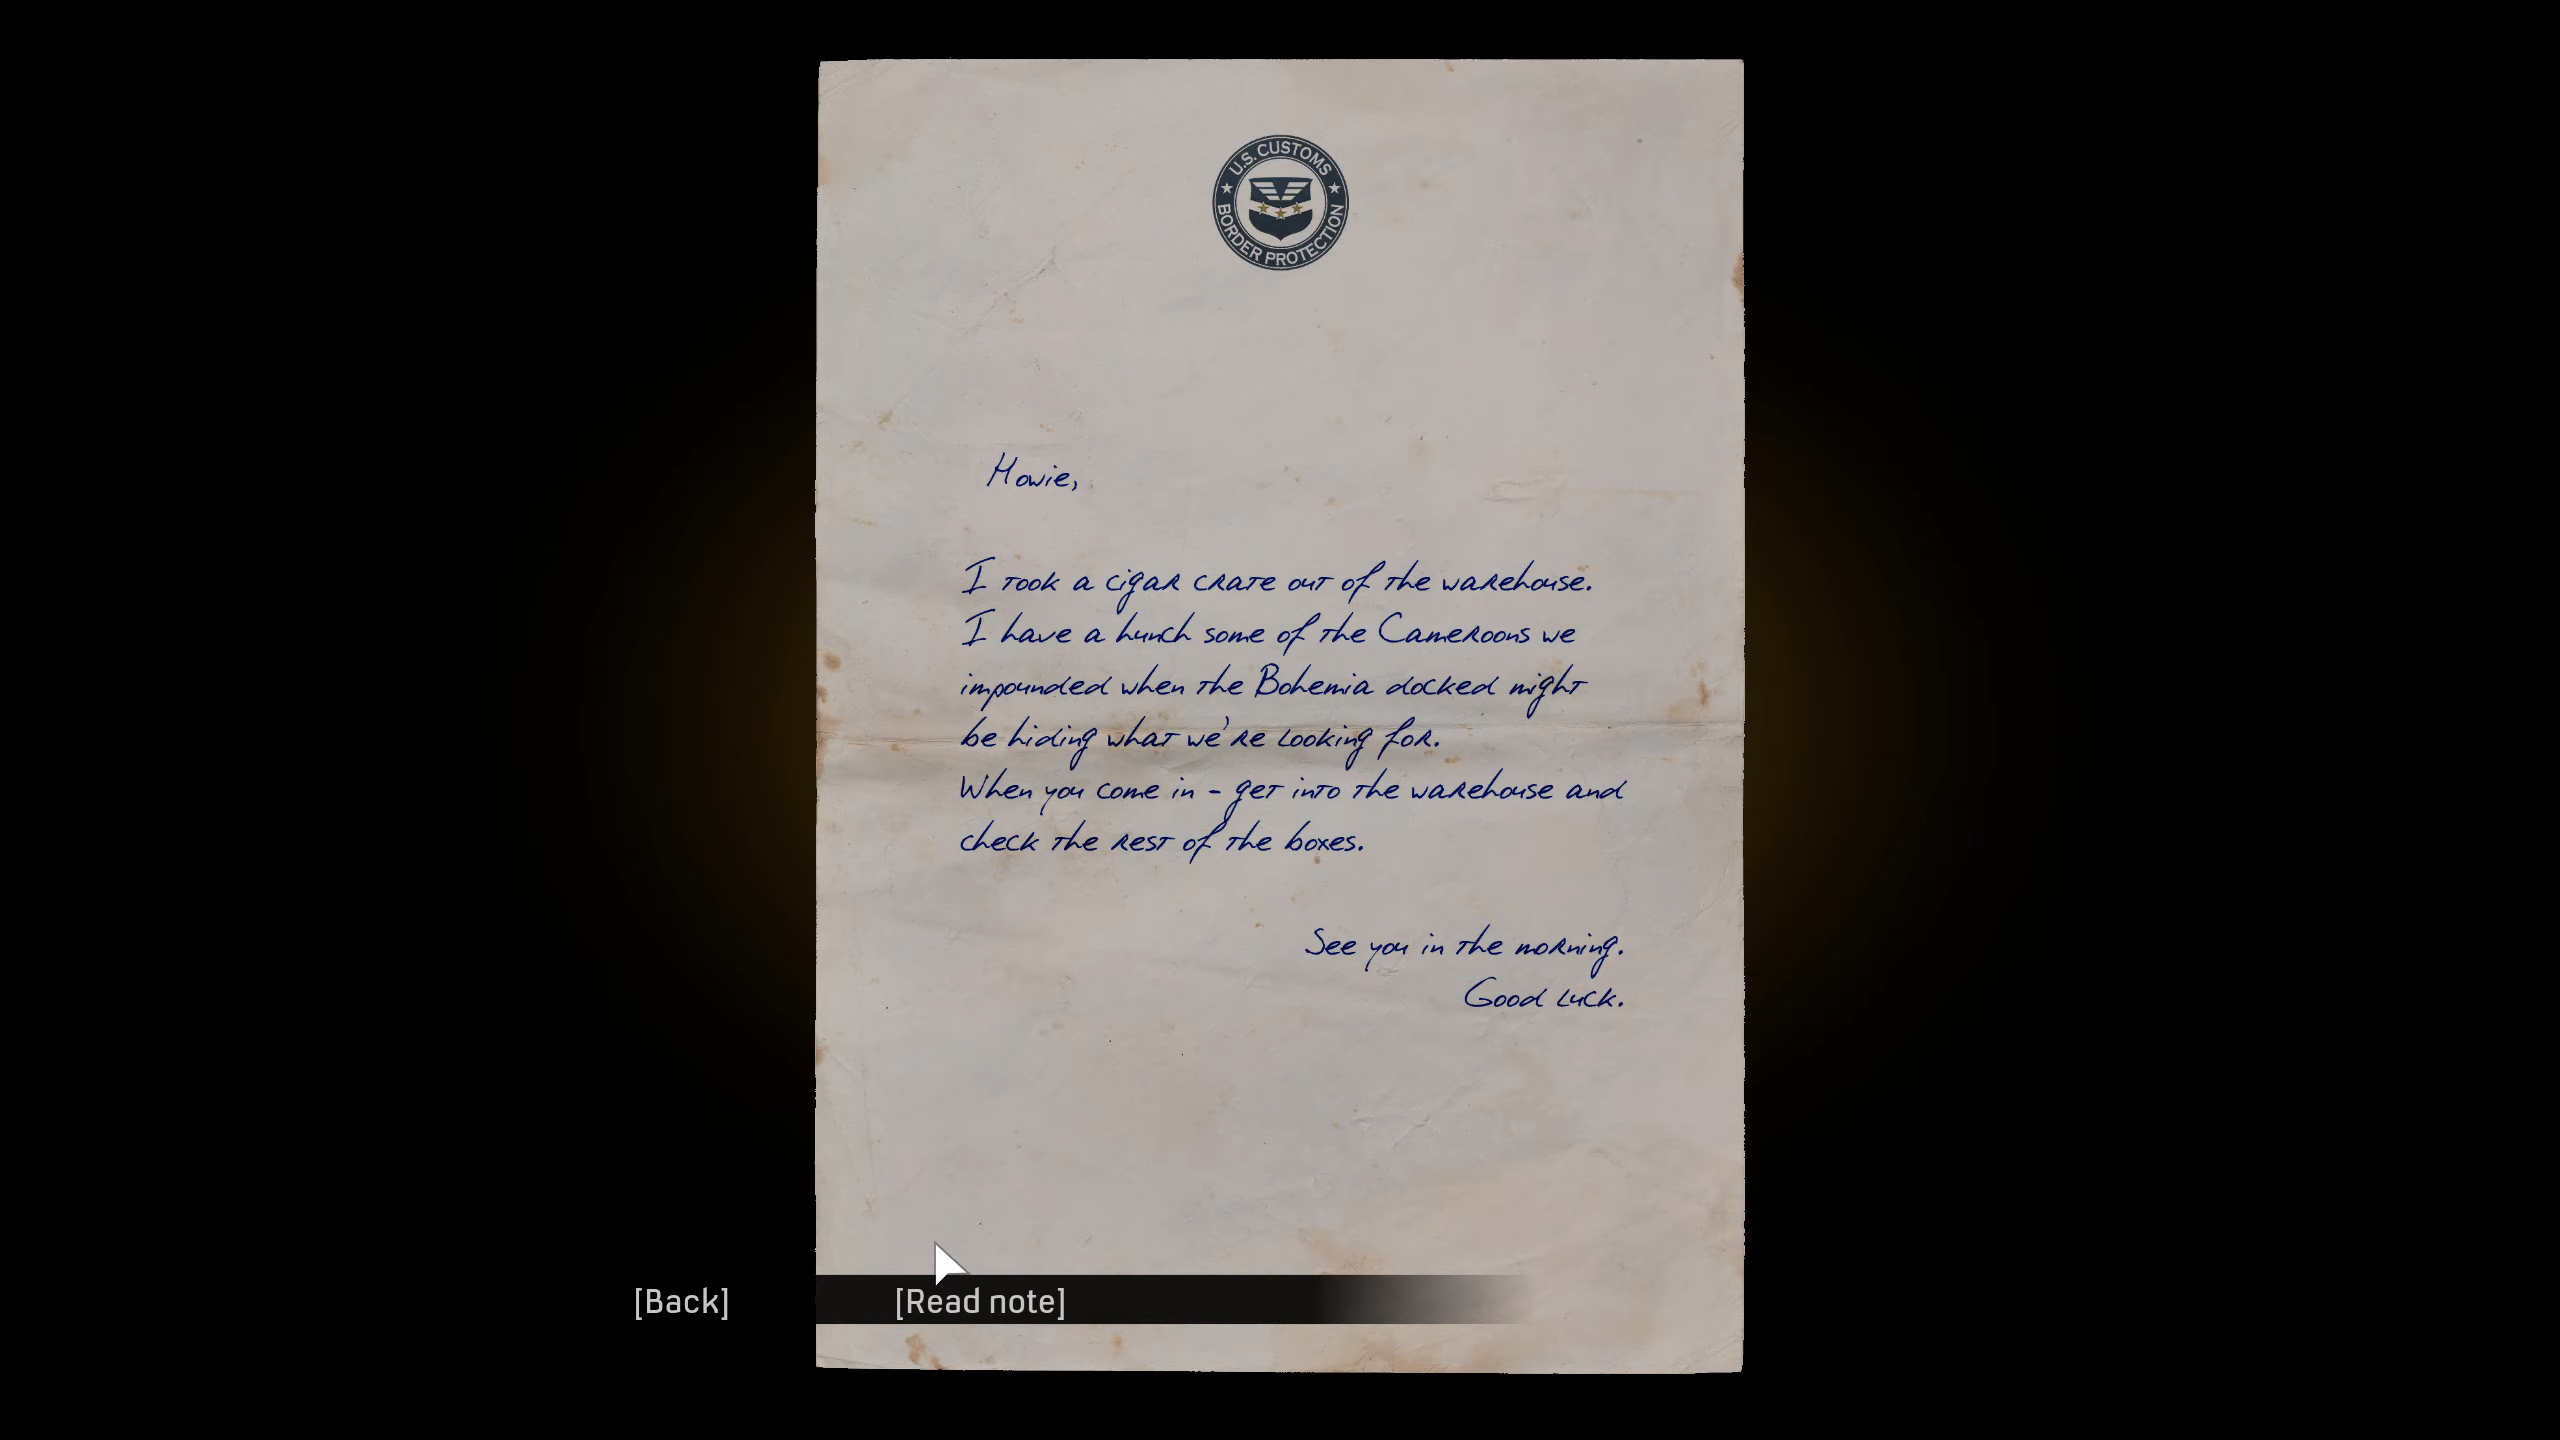 U.S. CUSTOMS
BORDER PROTECTION
Howie,
I took a cigar crate out of the warehouse.
I have a hunch some of the Cameroons we
impounded when the Bohemia docked might
be hiding what we're looking for.
When you come in - get into the warehouse and
check the rest of the boxes.
See you in the morning.
Good luck.
[Back] [Read note]